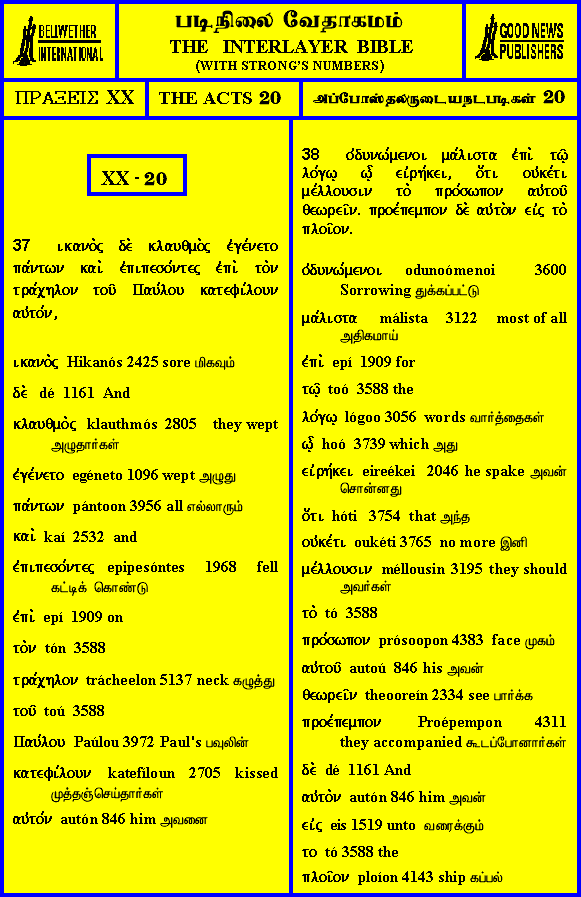 BELLWETHER
INTERNATIONAL
படிநிலை வேதாகமம்
THE INTERLAYER BIBLE
(WITH STRONG'S NUMBERS)
GOOD NEWS
PUBLISHERS
ΠΡΑΞΕΙΣ XX
THE ACTS 20
அப்போஸ்தலருடையநடபடிகள் 20
XX - 20
37 ικανὸς δὲ κλαυθμὸς ἐγένετο
πάντων καὶ ἐπιπεσόντες ἐπὶ τὸν
τράχηλον τοῦ Παύλου κατεφίλουν
αὐτόν,
ικανὸς Hikanós 2425 sore மிகவும்
δὲ dé 1161 And
κλαυθμὸς klauthmós 2805 they wept
அழுதார்கள்
ἐγένετο egéneto 1096 wept அழுது
πάντων pántoon 3956 all எல்லாரும்
καὶ kaí 2532 and
ἐπιπεσόντες epipesóntes 1968 fell
கட்டிக் கொண்டு
ἐπὶ epí 1909 on
τὸν tón 3588
τράχηλον trácheelon 5137 neck கழுத்து
τοῦ toú 3588
Παύλου Paúlou 3972 Paul's பவுலின்
κατεφίλουν katefíloun 2705 kissed
முத்தஞ்செய்தார்கள்
αὐτόν autón 846 him அவனை
38 ὀδυνώμενοι μάλιστα ἐπὶ τῷ
λόγῳ ᾧ εἰρήκει, ὅτι οὐκέτι
μέλλουσιν τὸ πρόσωπον αὐτοῦ
θεωρεῖν. προέπεμπον δὲ αὐτὸν εἰς τὸ
πλοῖον.
ὀδυνώμενοι odunoómenoi 3600
Sorrowing துக்கப்பட்டு
μάλιστα málista 3122 most of all
அதிகமாய்
ἐπὶ epí 1909 for
τῷ toó 3588 the
λόγῳ lógoo 3056 words வார்த்தைகள்
ᾧ hoó 3739 which அது
εἰρήκει eireékei 2046 he spake அவன்
சொன்னது
ὅτι hóti 3754 that அந்த
οὐκέτι oukéti 3765 no more இனி
μέλλουσιν méllousin 3195 they should
அவர்கள்
τὸ tó 3588
πρόσωπον prósoopon 4383 face முகம்
αὐτοῦ autoú 846 his அவன்
θεωρεῖν theooreín 2334 see பார்க்க
προέπεμπον Proépempon 4311
they accompanied கூடப்போனார்கள்
δὲ dé 1161 And
αὐτὸν autón 846 him அவன்
εἰς eis 1519 unto வரைக்கும்
το tó 3588 the
πλοῖον ploíon 4143 ship கப்பல்